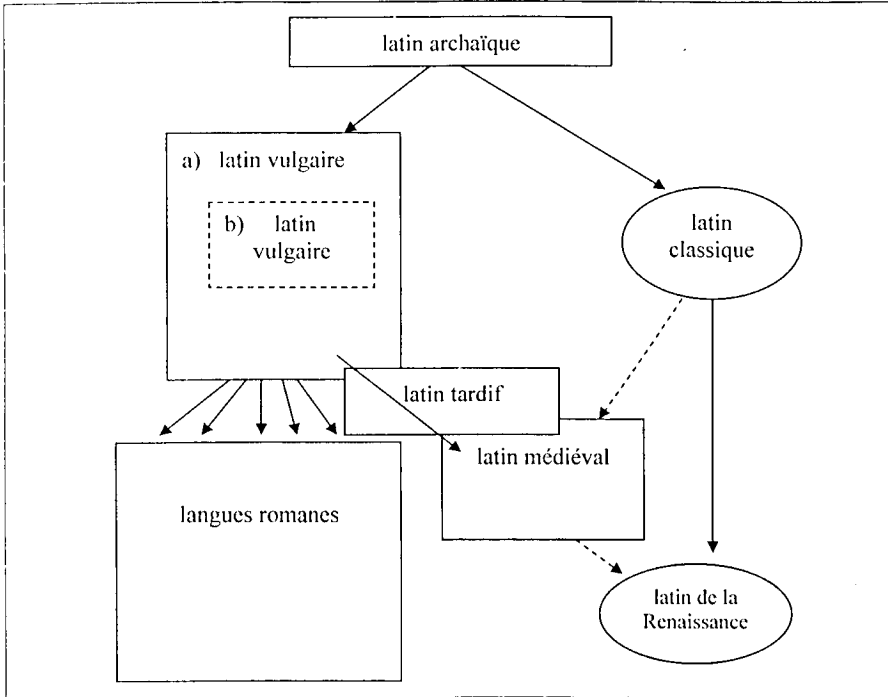 latin archaïque
a) latin vulgaire
b) latin
vulgaire
latin
classique
latin tardif
latin médiéval
langues romanes
latin de la
Renaissance